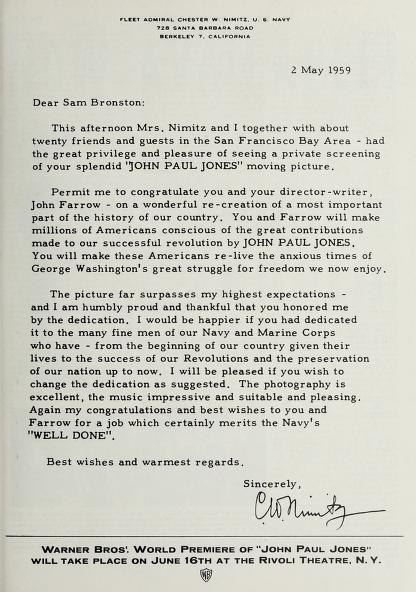 FLEET ADMIRAL CHESTER W. NIMITZ, U. S. NAVY
728 SANTA BARBARA ROAD
BERKELEY 7, CALIFORNIA
2 May 1959
Dear Sam Bronston:
This afternoon Mrs. Nimitz and I together with about
twenty friends and guests in the San Francisco Bay Area - had
the great privilege and pleasure of seeing a private screening
of your splendid "JOHN PAUL JONES" moving picture.
Permit me to congratulate you and your director-writer,
John Farrow - on a wonderful re-creation of a most important
part of the history of our country. You and Farrow will make
millions of Americans conscious of the great contributions
made to our successful revolution by JOHN PAUL JONES.
You will make these Americans re-live the anxious times of
George Washington's great struggle for freedom we now enjoy.
The picture far surpasses my highest expectations -
and I am humbly proud and thankful that you honored me
by the dedication. I would be happier if you had dedicated
it to the many fine men of our Navy and Marine Corps
who have - from the beginning of our country given their
lives to the success of our Revolutions and the preservation
of our nation up to now. I will be pleased if you wish to
change the dedication as suggested. The photography is
excellent, the music impressive and suitable and pleasing.
Again my congratulations and best wishes to you and
Farrow for a job which certainly merits the Navy's
"WELL DONE".
Best wishes and warmest regards.
Sincerely,
C.W. Nimitz
WARNER BROS'. WORLD PREMIERE OF "JOHN PAUL JONES"
WILL TAKE PLACE ON JUNE 16TH AT THE RIVOLI THEATRE, N. Y.
WB